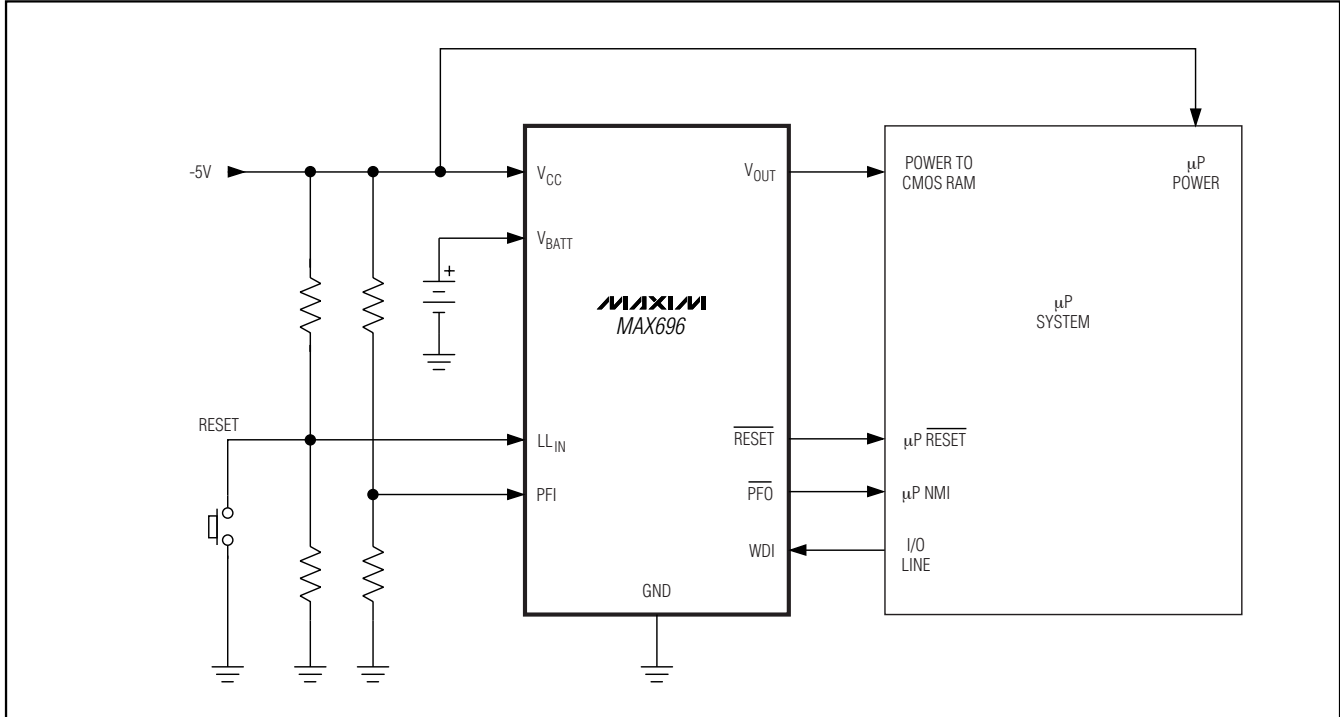 -5V
VCC
VOUT
POWER TO
CMOS RAM
μP
POWER
VBATT
+
MAXIM
MAX696
μP
SYSTEM
RESET
LLIN
RESET
μP RESET
PFI
PFO
μP NMI
WDI
I/O
LINE
GND